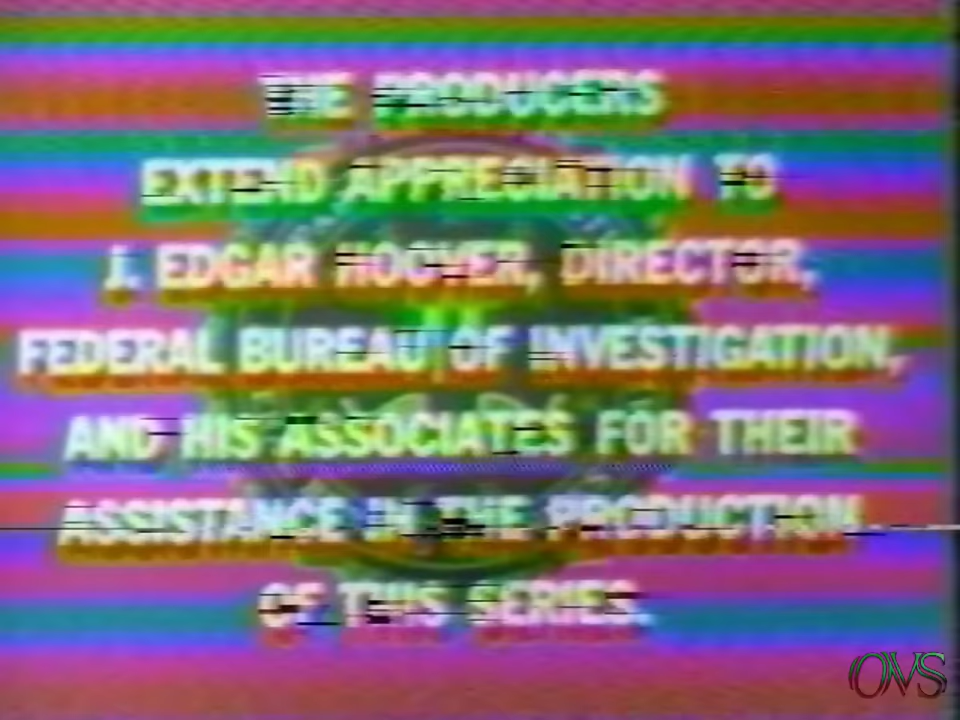 THE PRODUCERS
EXTEND APPRECIATION TO
J. EDGAR HOOVER, DIRECTOR,
FEDERAL BUREAU OF INVESTIGATION,
AND HIS ASSOCIATES FOR THEIR
ASSISTANCE IN THE PRODUCTION
OF THIS SERIES.
OVS